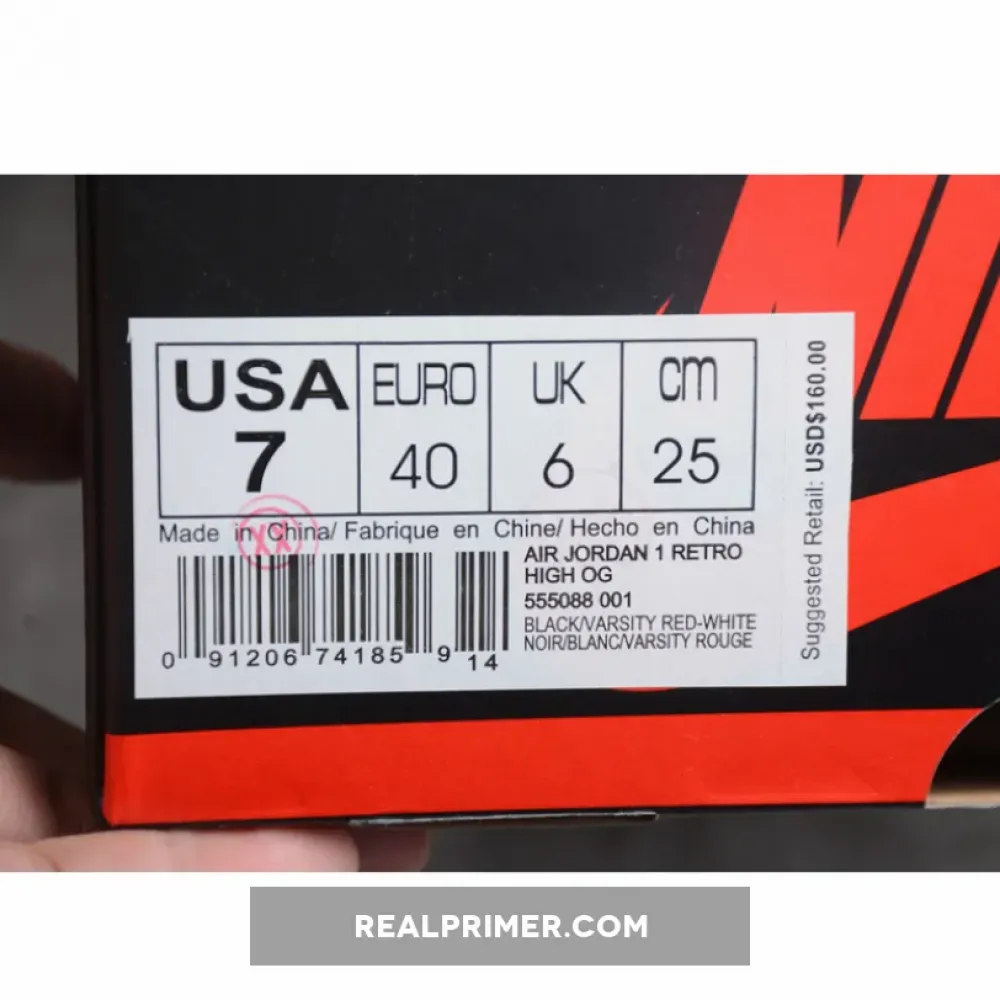 NI
USA EURO UK cm
7 40 6 25
Made in China/ Fabrique en Chine/ Hecho en China
XX
AIR JORDAN 1 RETRO
HIGH OG
555088 001
BLACK/VARSITY RED-WHITE
NOIR/BLANC/VARSITY ROUGE
0 91206 74185 9 14
Suggested Retail: USD$160.00
REALPRIMER.COM